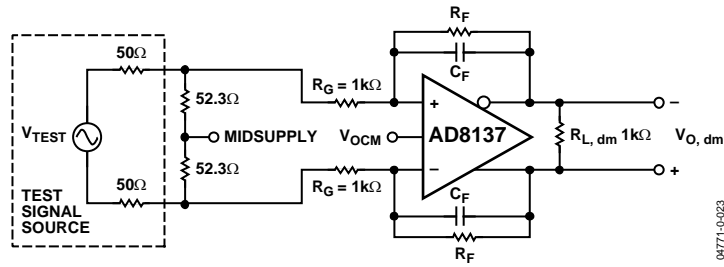 R_F
50Ω
C_F
R_G = 1kΩ
52.3Ω
+
−
V_TEST
MIDSUPPLY
V_OCM
AD8137
R_L, dm 1kΩ
V_O, dm
52.3Ω
−
+
50Ω
R_G = 1kΩ
C_F
TEST
SIGNAL
SOURCE
R_F
04771-0-023